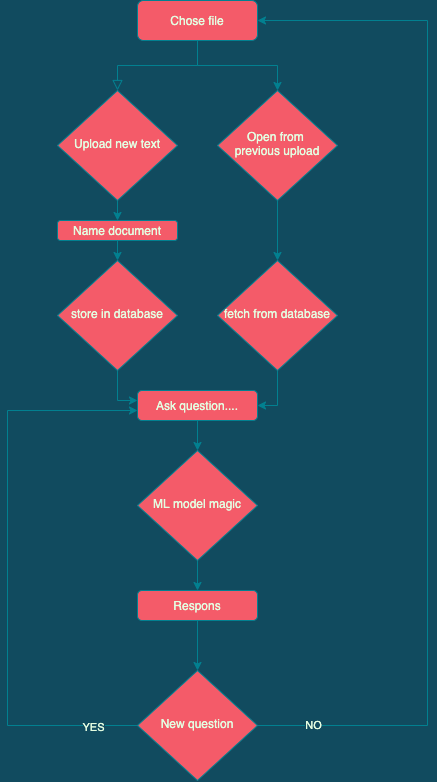 Chose file
Upload new text
Open from
previous upload
Name document
store in database
fetch from database
Ask question....
ML model magic
Respons
New question
YES
NO